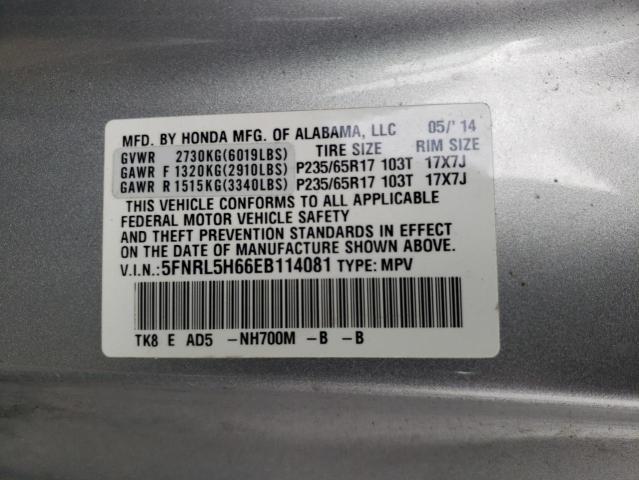 MFD. BY HONDA MFG. OF ALABAMA, LLC 05/'14
TIRE SIZE RIM SIZE
GVWR 2730KG(6019LBS)
GAWR F 1320KG(2910LBS) P235/65R17 103T 17X7J
GAWR R 1515KG(3340LBS) P235/65R17 103T 17X7J
THIS VEHICLE CONFORMS TO ALL APPLICABLE
FEDERAL MOTOR VEHICLE SAFETY
AND THEFT PREVENTION STANDARDS IN EFFECT
ON THE DATE OF MANUFACTURE SHOWN ABOVE.
V.I.N.:5FNRL5H66EB114081 TYPE: MPV
TK8 E AD5 -NH700M -B -B